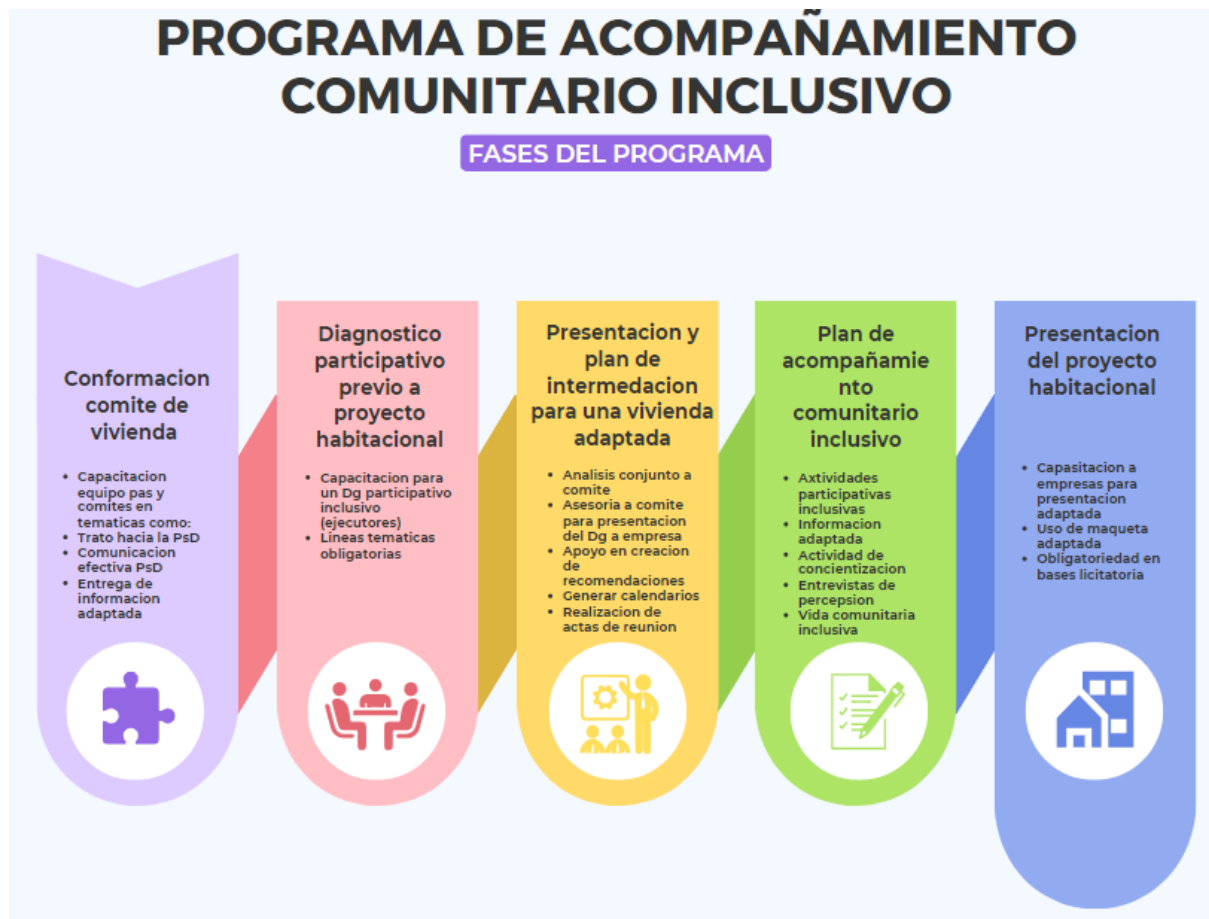 PROGRAMA DE ACOMPAÑAMIENTO
COMUNITARIO INCLUSIVO
FASES DEL PROGRAMA
Conformacion
comite de
vivienda
• Capacitacion
equipo pas y
comites en
tematicas como:
• Trato hacia la PsD
• Comunicacion
efectiva PsD
• Entrega de
informacion
adaptada
Diagnostico
participativo
previo a
proyecto
habitacional
• Capacitacion para
un Dg participativo
inclusivo
(ejecutores)
• Lineas tematicas
obligatorias
Presentacion y
plan de
intermedacion
para una vivienda
adaptada
• Analisis conjunto a
comite
• Asesoria a comite
para presentacion
del Dg a empresa
• Apoyo en creacion
de
recomendaciones
• Generar calendarios
• Realizacion de
actas de reunion
Plan de
acompañamie
nto
comunitario
inclusivo
• Axtividades
participativas
inclusivas
• Informacion
adaptada
• Actividad de
concientizacion
• Entrevistas de
percepsion
• Vida comunitaria
inclusiva
Presentacion
del proyecto
habitacional
• Capasitacion a
empresas para
presentacion
adaptada
• Uso de maqueta
adaptada
• Obligatoriedad en
bases licitatoria